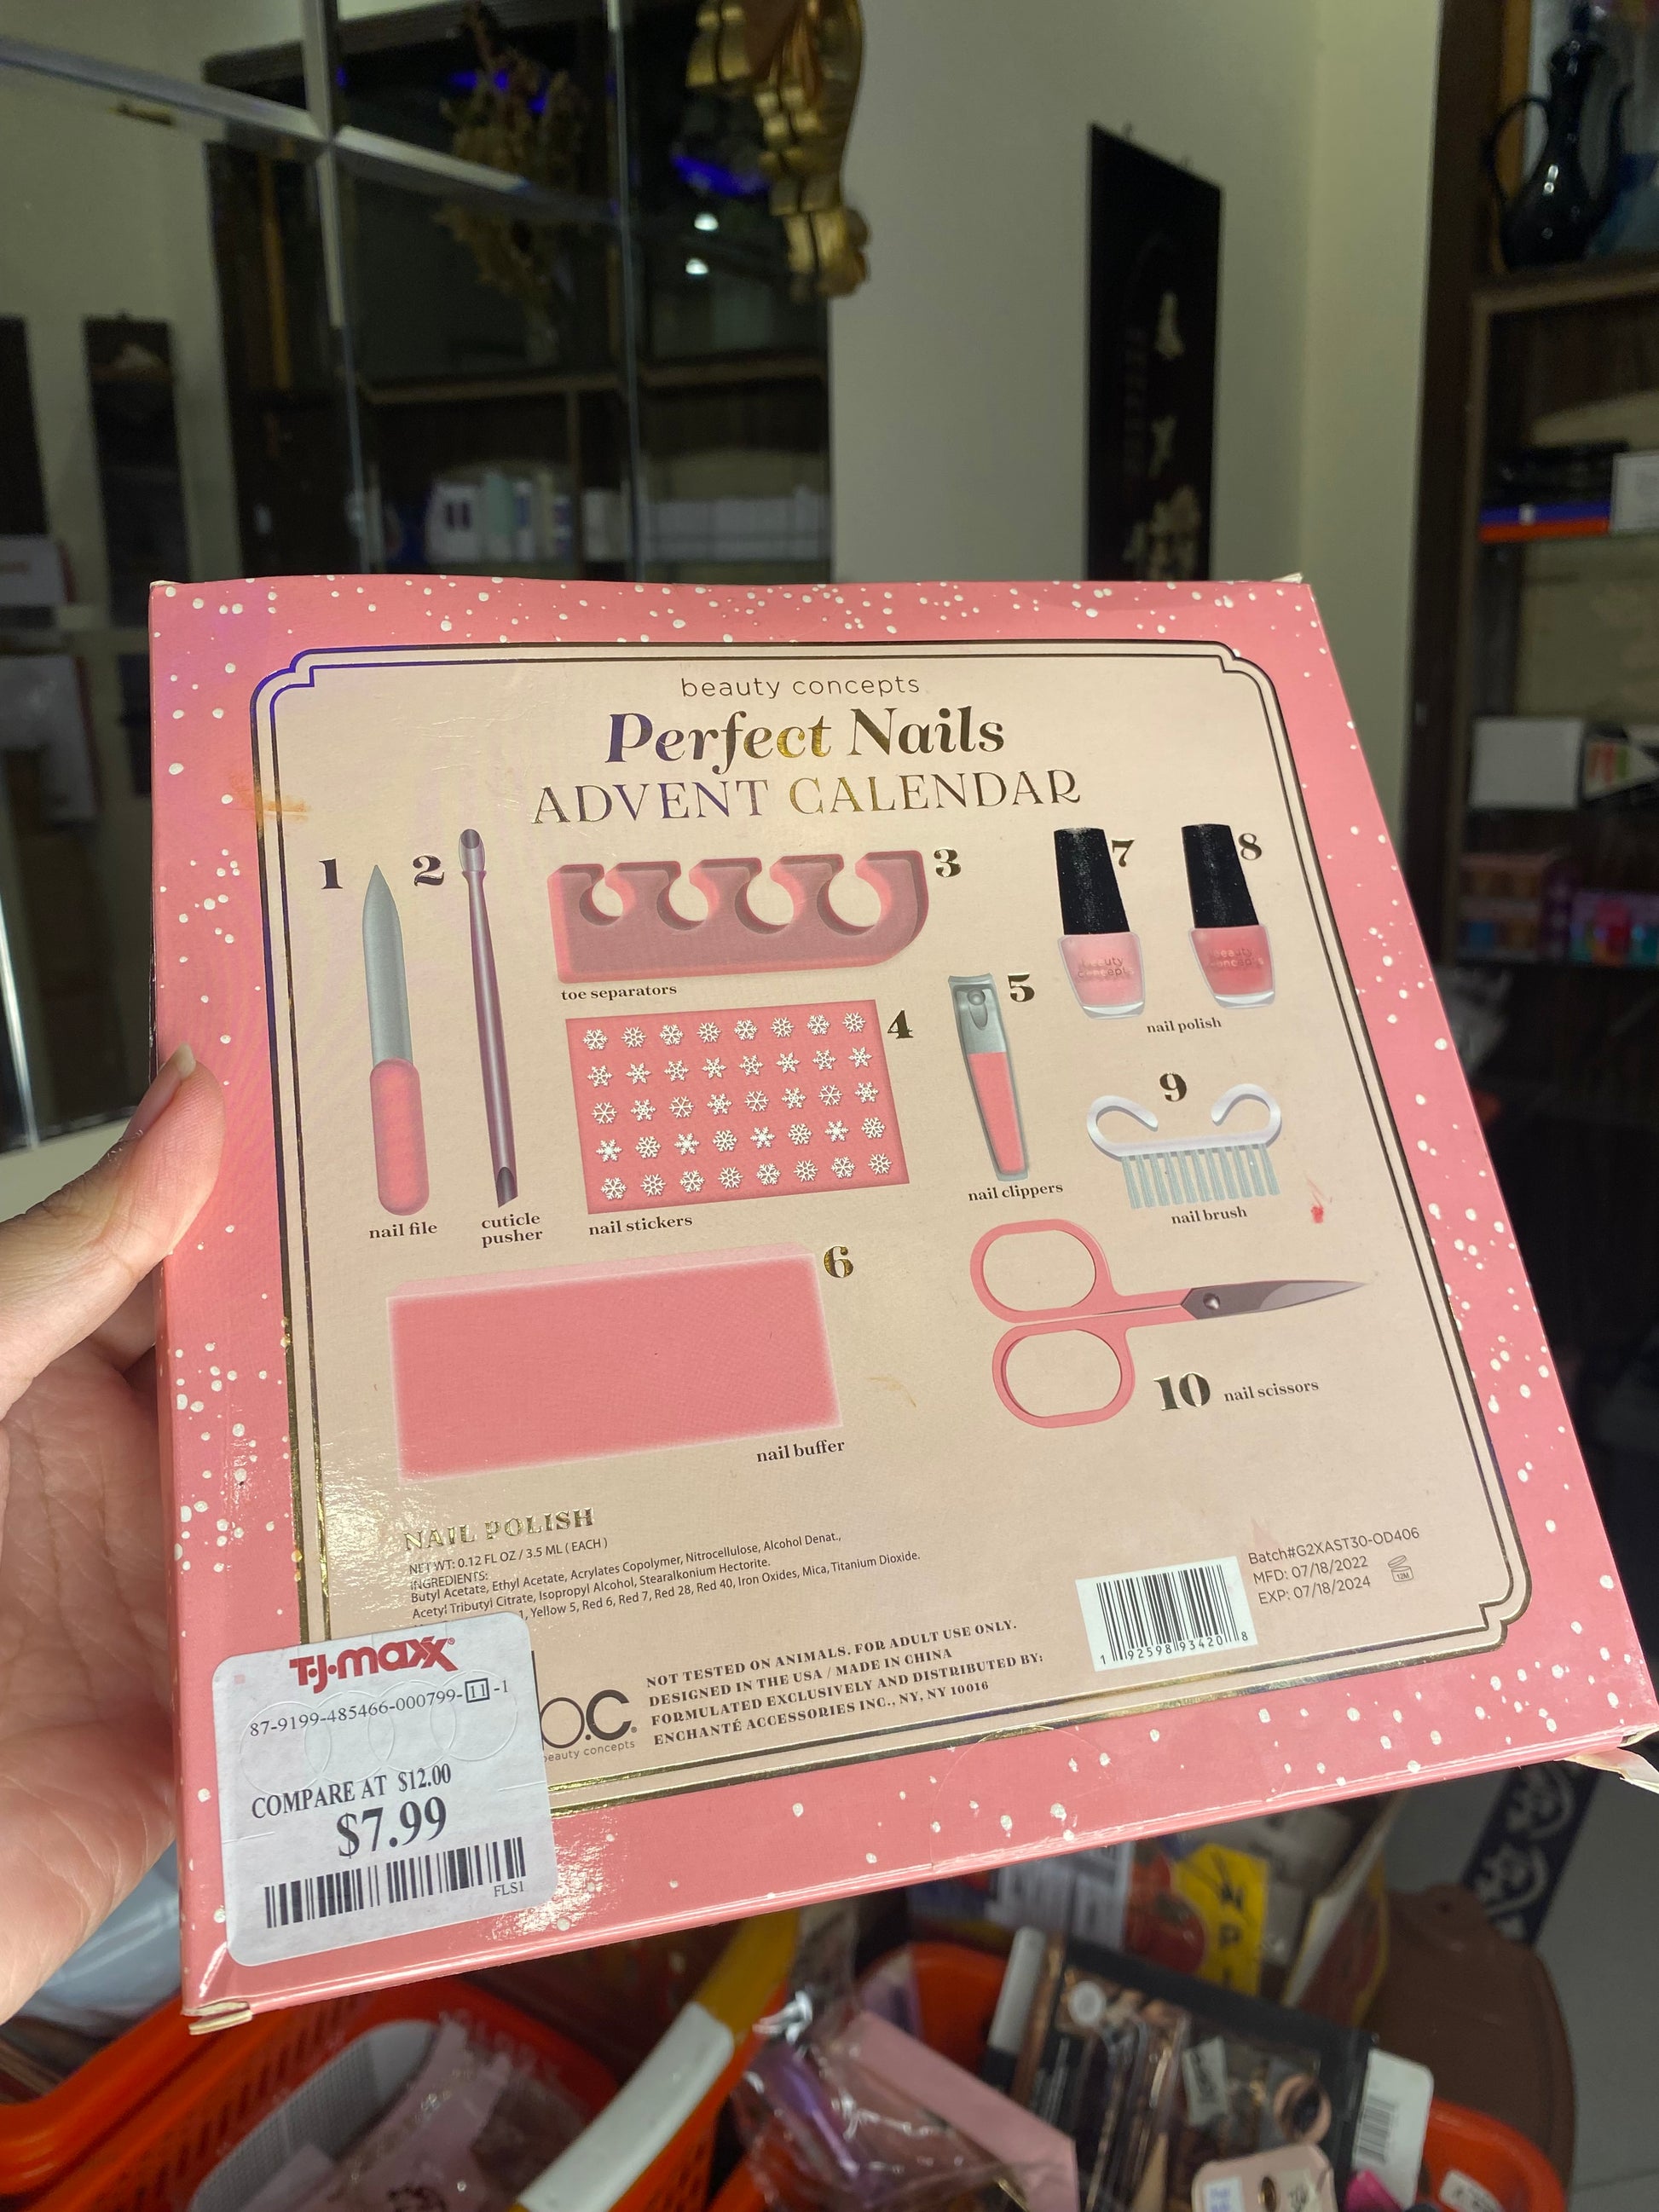 beauty concepts
Perfect Nails
ADVENT CALENDAR
1
2
3
7
8
toe separators
4
5
nail polish
9
nail file
cuticle
pusher
nail stickers
nail clippers
nail brush
6
10 nail scissors
nail buffer
NAIL POLISH
NET WT: 0.12 FL OZ / 3.5 ML ( EACH )
INGREDIENTS:
Butyl Acetate, Ethyl Acetate, Acrylates Copolymer, Nitrocellulose, Alcohol Denat.,
Acetyl Tributyl Citrate, Isopropyl Alcohol, Stearalkonium Hectorite.
1, Yellow 5, Red 6, Red 7, Red 28, Red 40, Iron Oxides, Mica, Titanium Dioxide.
Batch#G2XAST30-OD406
MFD: 07/18/2022
EXP: 07/18/2024
12M
1 92598 93420 8
NOT TESTED ON ANIMALS. FOR ADULT USE ONLY.
DESIGNED IN THE USA / MADE IN CHINA
FORMULATED EXCLUSIVELY AND DISTRIBUTED BY:
ENCHANTÉ ACCESSORIES INC., NY, NY 10016
.C.
beauty concepts
T·J·maxx
87-9199-485466-000799-11-1
COMPARE AT $12.00
$7.99
FLS1